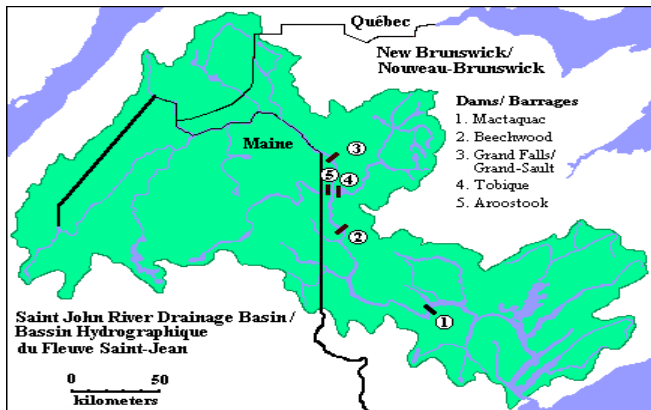 Québec
New Brunswick/
Nouveau-Brunswick
Dams/ Barrages
1. Mactaquac
2. Beechwood
3. Grand Falls/
Grand-Sault
4. Tobique
5. Aroostook
Maine
3
5
4
2
1
Saint John River Drainage Basin /
Bassin Hydrographique
du Fleuve Saint-Jean
0 50
kilometers